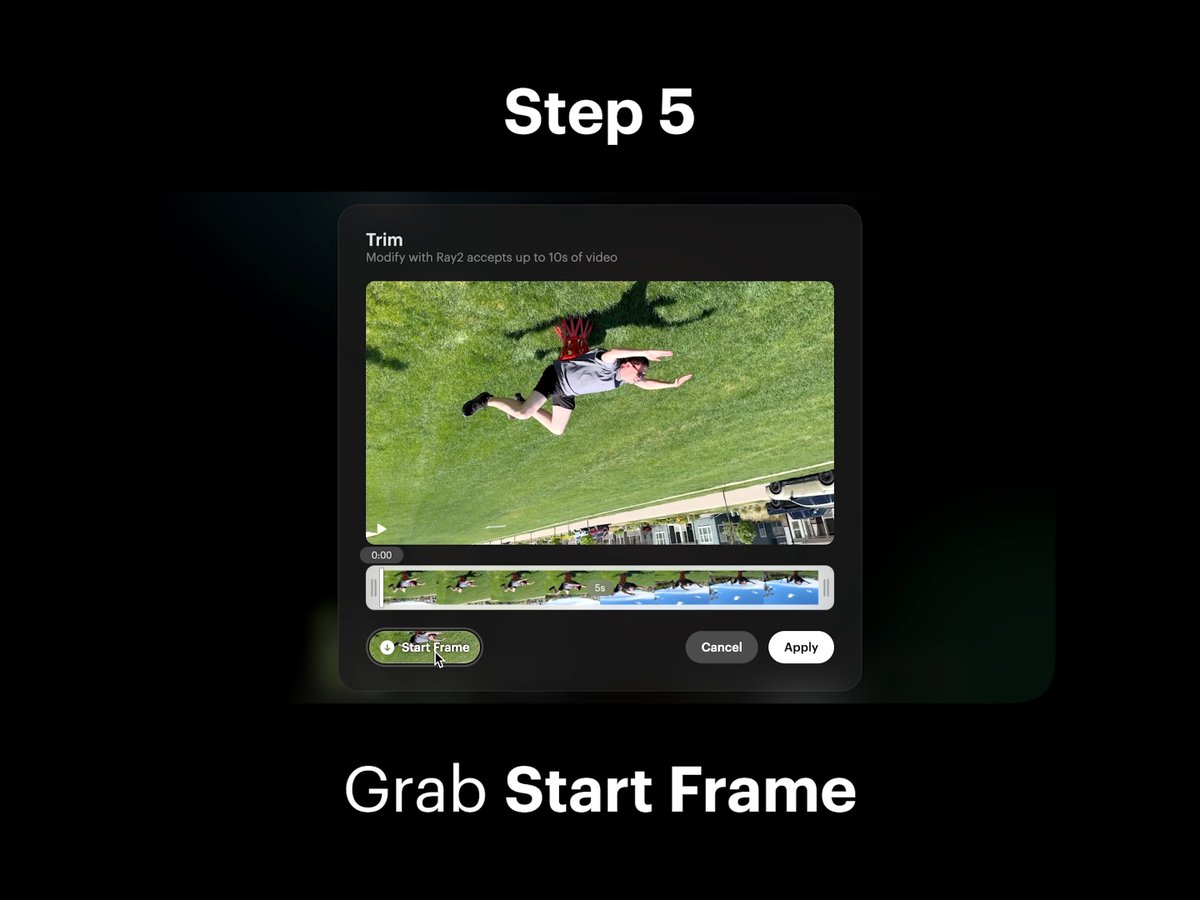 Step 5
Trim
Modify with Ray2 accepts up to 10s of video
0:00
5s
Start Frame
Cancel
Apply
Grab Start Frame